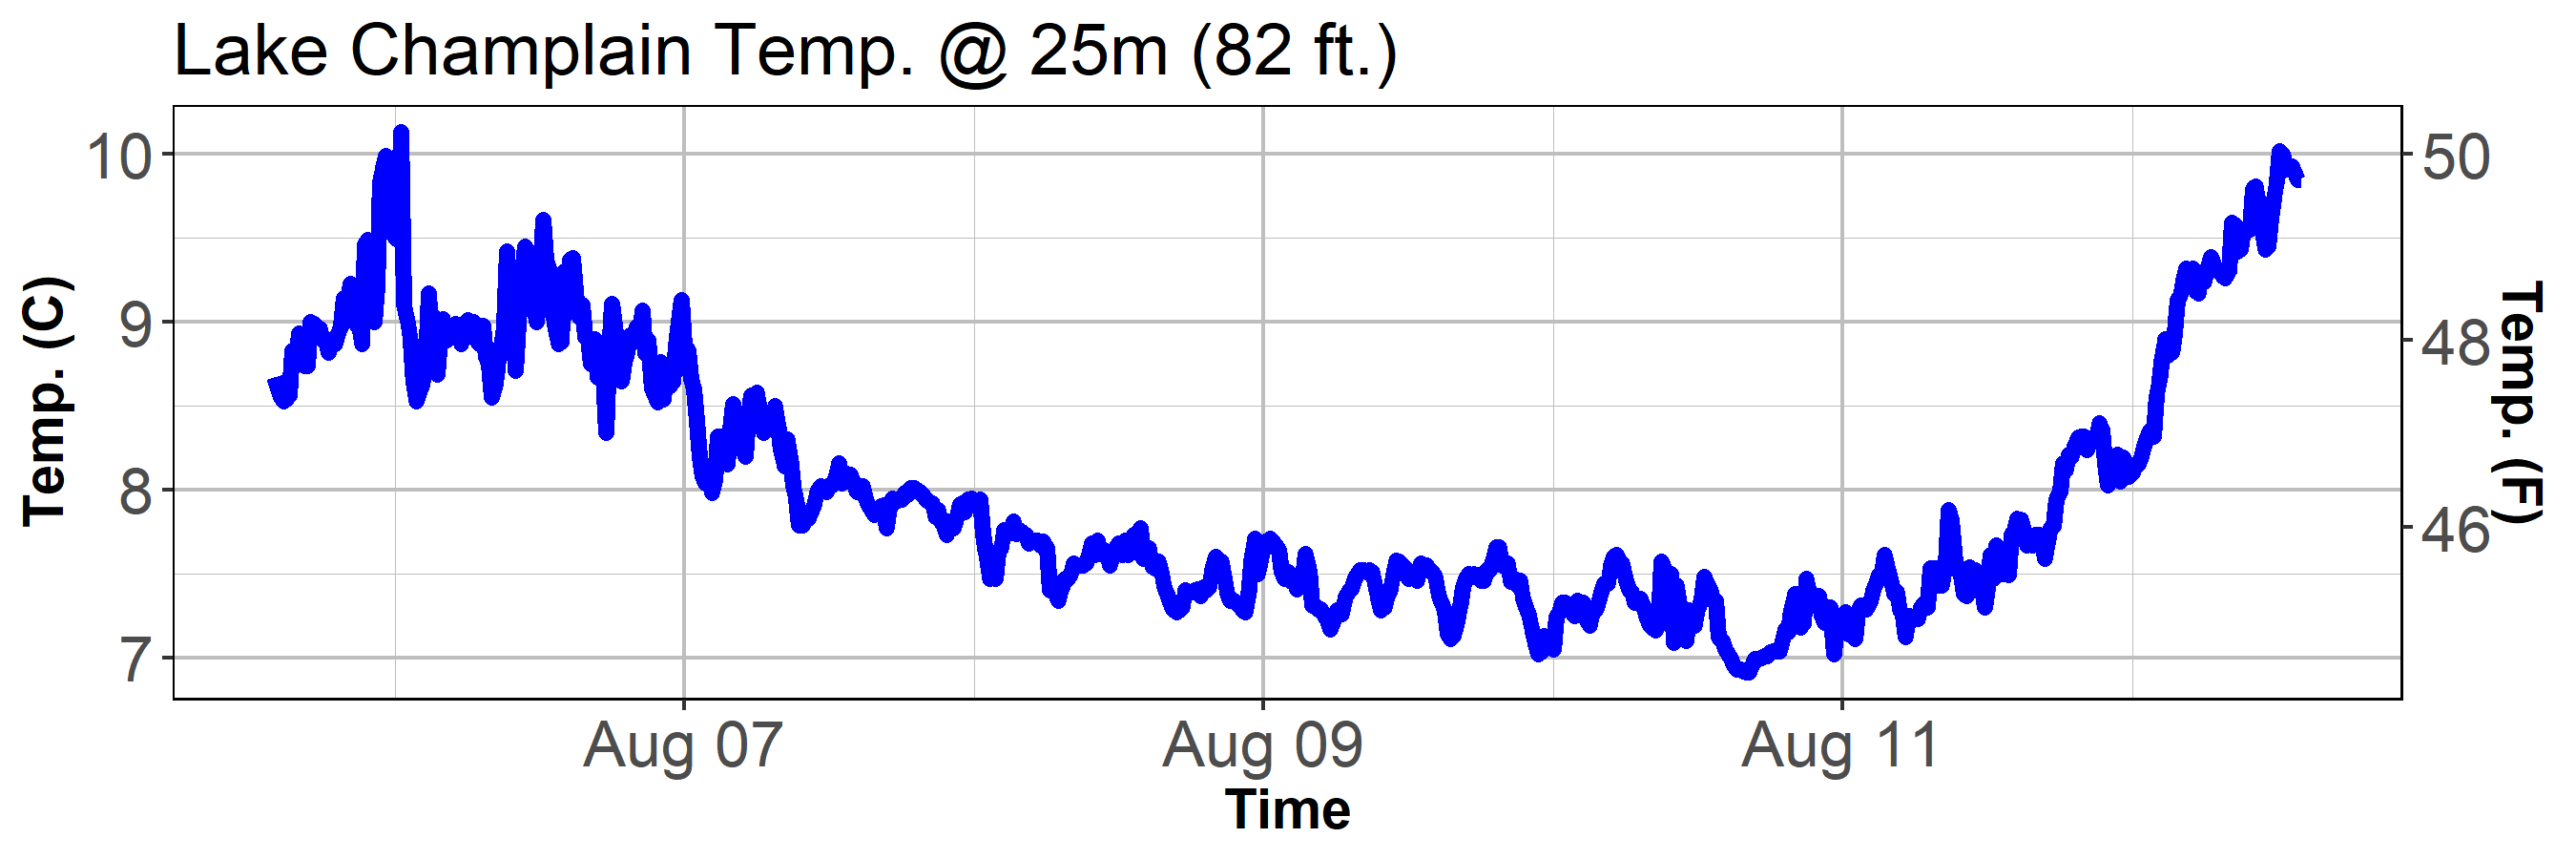 Lake Champlain Temp. @ 25m (82 ft.)
Temp. (C)
10
9
8
7
50
48
46
Temp. (F)
Aug 07
Aug 09
Aug 11
Time